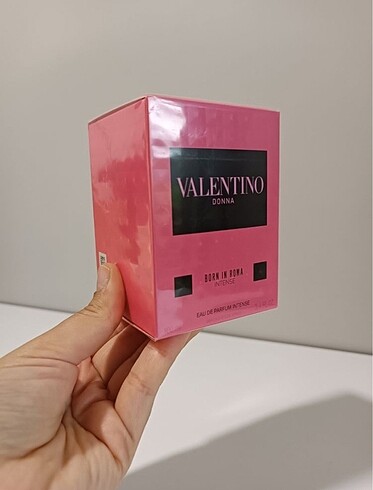 VALENTINO
DONNA
BORN IN ROMA
INTENSE
EAU DE PARFUM INTENSE